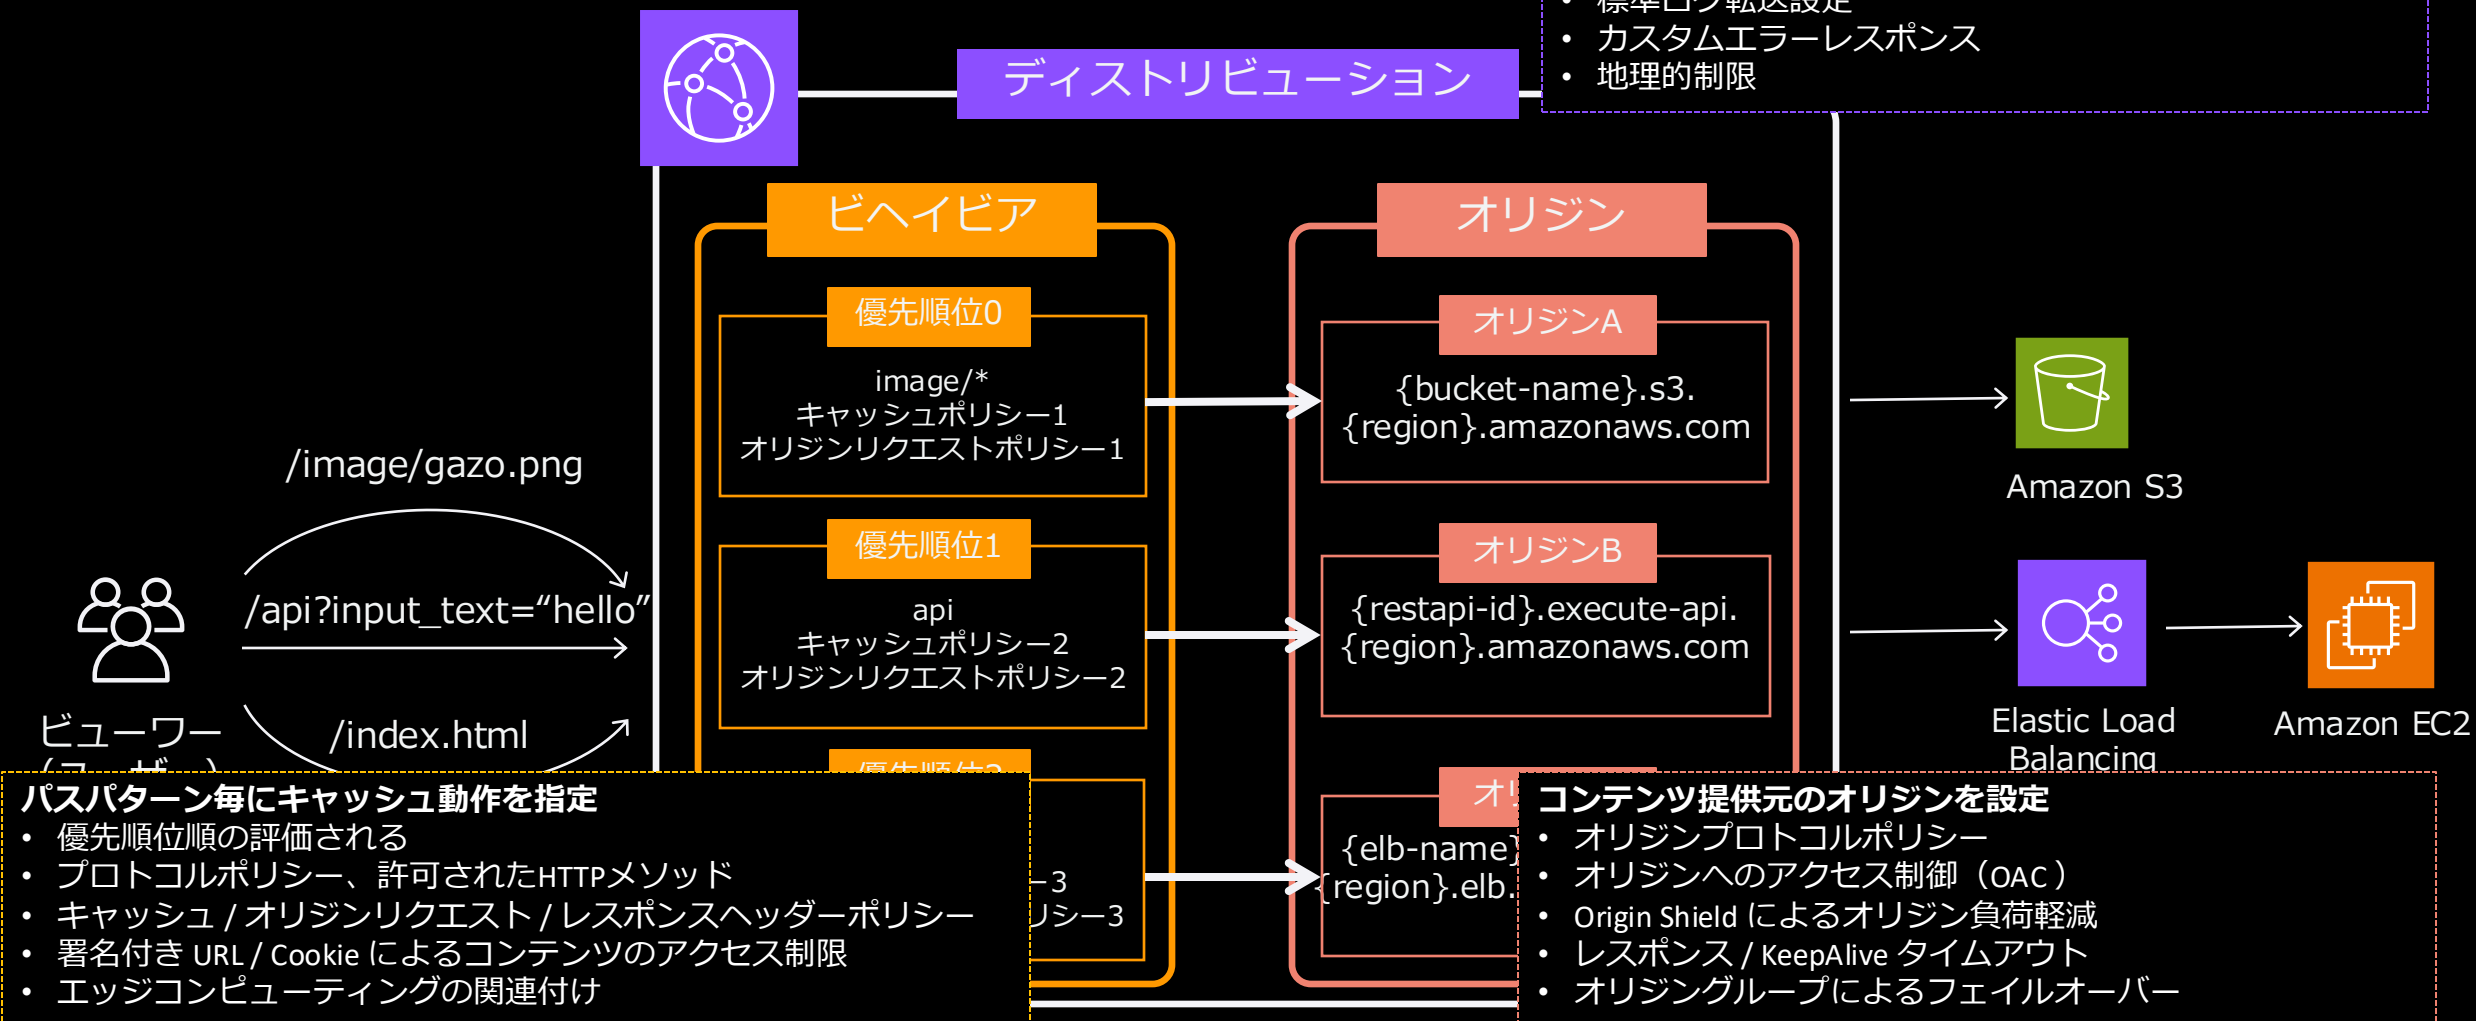 標準ログ転送設定
• カスタムエラーレスポンス
• 地理的制限
ディストリビューション
ビヘイビア
オリジン
優先順位0
image/*
キャッシュポリシー1
オリジンリクエストポリシー1
オリジンA
{bucket-name}.s3.
{region}.amazonaws.com
Amazon S3
/image/gazo.png
/api?input_text=“hello”
/index.html
ビューワー
優先順位1
api
キャッシュポリシー2
オリジンリクエストポリシー2
オリジンB
{restapi-id}.execute-api.
{region}.amazonaws.com
Elastic Load
Balancing
Amazon EC2
ー3
リシー3
{elb-name}
{region}.elb.
パスパターン毎にキャッシュ動作を指定
• 優先順位順の評価される
• プロトコルポリシー、許可されたHTTPメソッド
• キャッシュ / オリジンリクエスト / レスポンスヘッダーポリシー
• 署名付き URL / Cookie によるコンテンツのアクセス制限
• エッジコンピューティングの関連付け
コンテンツ提供元のオリジンを設定
• オリジンプロトコルポリシー
• オリジンへのアクセス制御（OAC）
• Origin Shield によるオリジン負荷軽減
• レスポンス / KeepAlive タイムアウト
• オリジングループによるフェイルオーバー